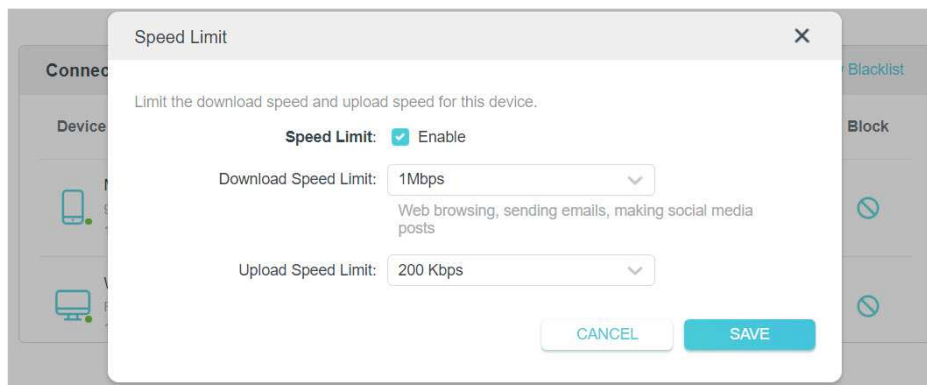 Speed Limit
Connec
Blacklist
Limit the download speed and upload speed for this device.
Device
Speed Limit: Enable
Block
Download Speed Limit: 1Mbps
Web browsing, sending emails, making social media
posts
Upload Speed Limit: 200 Kbps
CANCEL SAVE